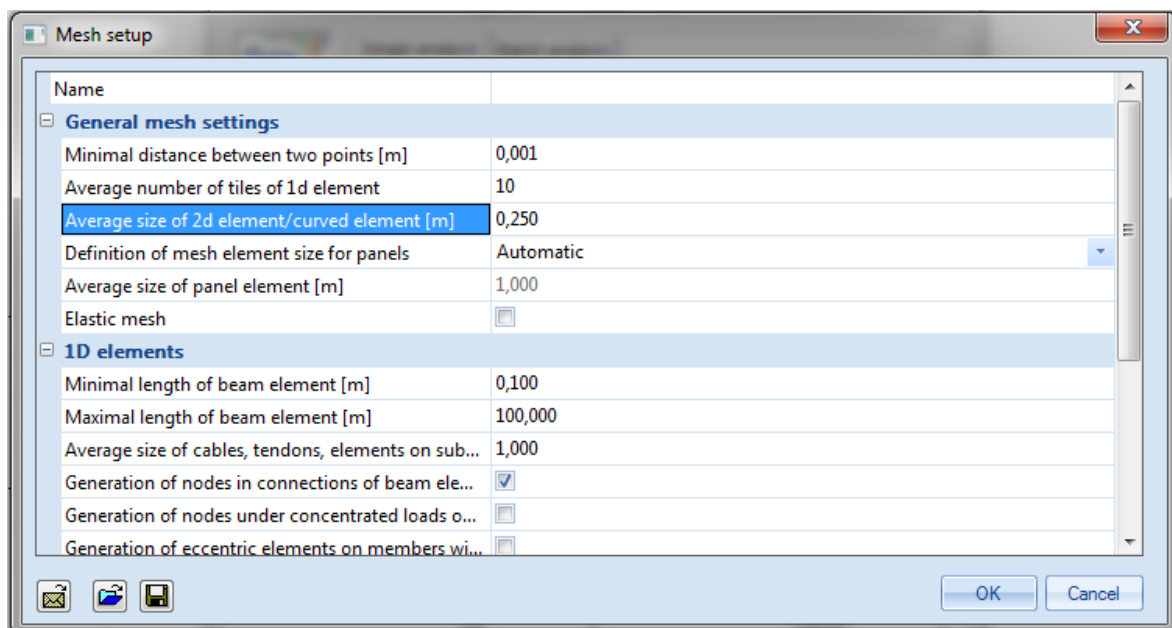 Mesh setup
Name
General mesh settings
Minimal distance between two points [m] 0,001
Average number of tiles of 1d element 10
Average size of 2d element/curved element [m] 0,250
Definition of mesh element size for panels Automatic
Average size of panel element [m] 1,000
Elastic mesh
1D elements
Minimal length of beam element [m] 0,100
Maximal length of beam element [m] 100,000
Average size of cables, tendons, elements on sub... 1,000
Generation of nodes in connections of beam ele...
Generation of nodes under concentrated loads o...
Generation of eccentric elements on members wi...
OK Cancel